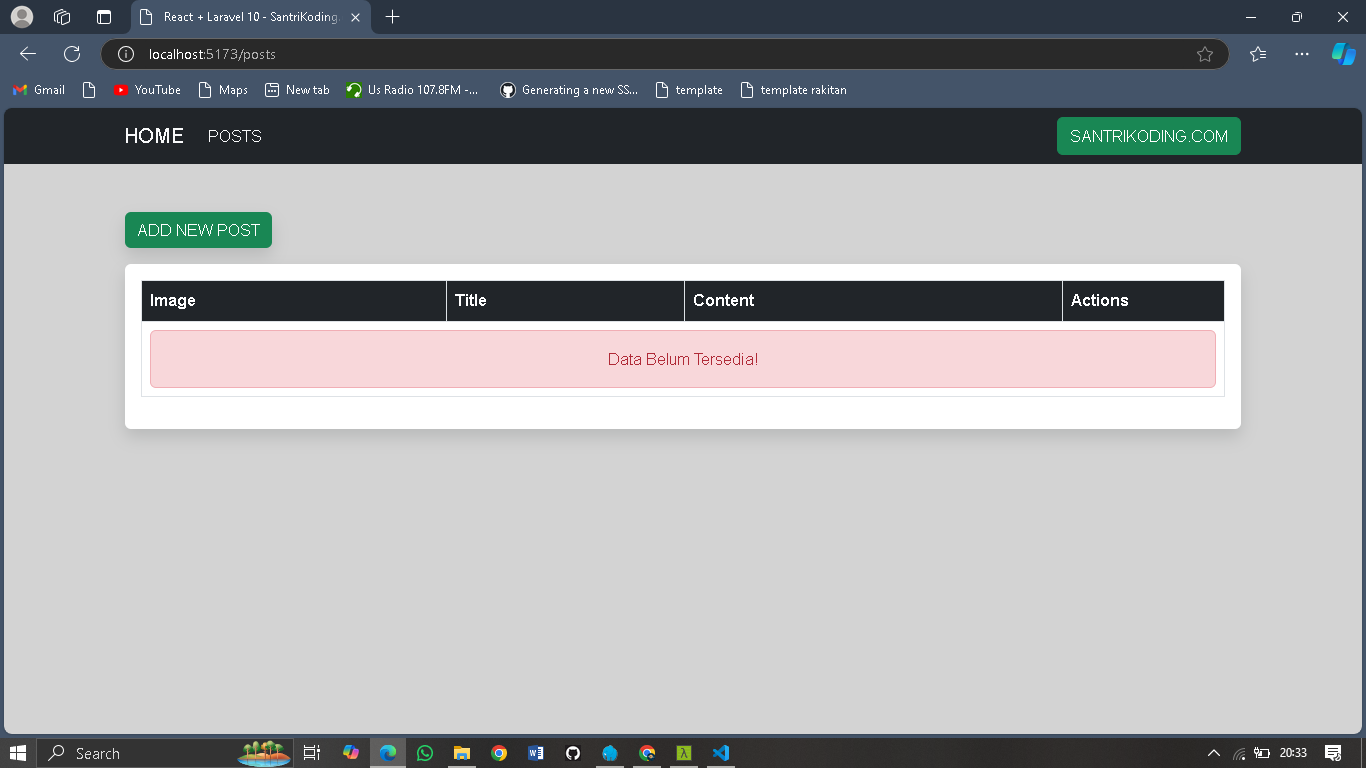 React + Laravel 10 - SantriKoding.
localhost:5173/posts
Gmail YouTube Maps New tab Us Radio 107.8FM -... Generating a new SS... template template rakitan
HOME POSTS SANTRIKODING.COM
ADD NEW POST
Image Title Content Actions
Data Belum Tersedia!
Search 20:33